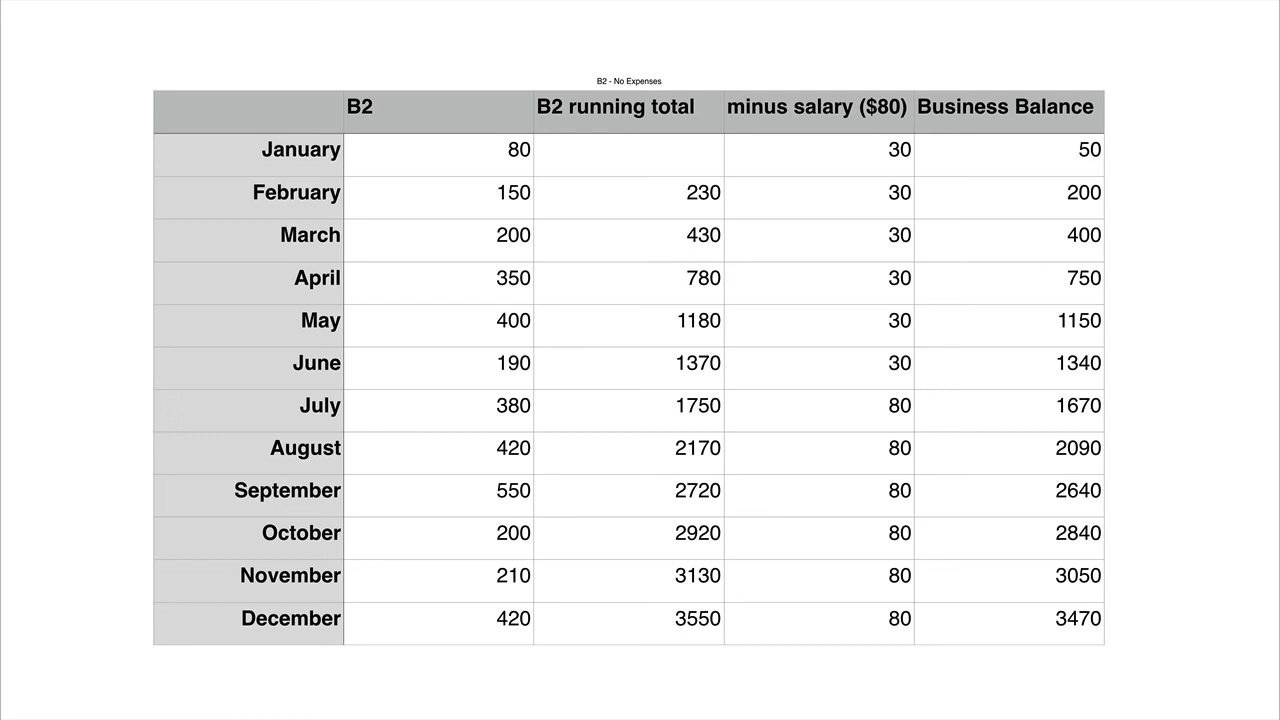 B2 - No Expenses
B2 B2 running total minus salary ($80) Business Balance
January 80 30 50
February 150 230 30 200
March 200 430 30 400
April 350 780 30 750
May 400 1180 30 1150
June 190 1370 30 1340
July 380 1750 80 1670
August 420 2170 80 2090
September 550 2720 80 2640
October 200 2920 80 2840
November 210 3130 80 3050
December 420 3550 80 3470